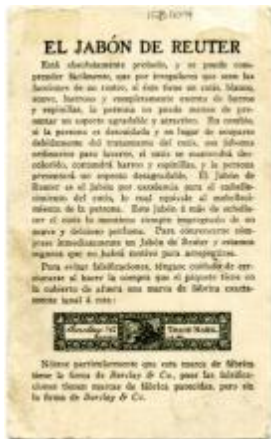 EL JABÓN DE REUTER
Está absolutamente probado, y se puede com-
prender fácilmente, que por irregulares que sean las
facciones de un rostro, si éste tiene un cutis, blanco,
suave, hermoso y completamente exento de barros
y espinillas, la persona no puede menos de pre-
sentar un aspecto agradable y atractivo. En cambio,
si la persona es descuidada y en lugar de ocuparse
debidamente del tratamiento del cutis, usa jabones
ordinarios para lavarse, el cutis se
colorido, contendrá barros y espinillas, y la persona
presentará un aspecto desagradable. El Jabón de
Reuter es el jabón por excelencia para el embelle-
cimiento del cutis, lo cual equivale al embelleci-
miento de la persona. Este jabón á más de embelle-
cer el cutis lo mantiene siempre impregnado de un
suave y delicioso perfume. Para convencerse cóm-
prese inmediatamente un Jabón de Reuter y estamos
seguros que no habrá motivo para
Para evitar falsificaciones, téngase cuidado de cer-
ciorarse al hacer la compra que el paquete lleve en
la cubierta de afuera una marca de fábrica exacta-
mente igual á esta:
Barclay & Co TRADE MARK
Nótese particularmente que esta marca de fábrica
tiene la firma de Barclay & Co., pues las falsifica-
ciones tienen marcas de fábrica parecidas, pero sin
la firma de Barclay & Co.